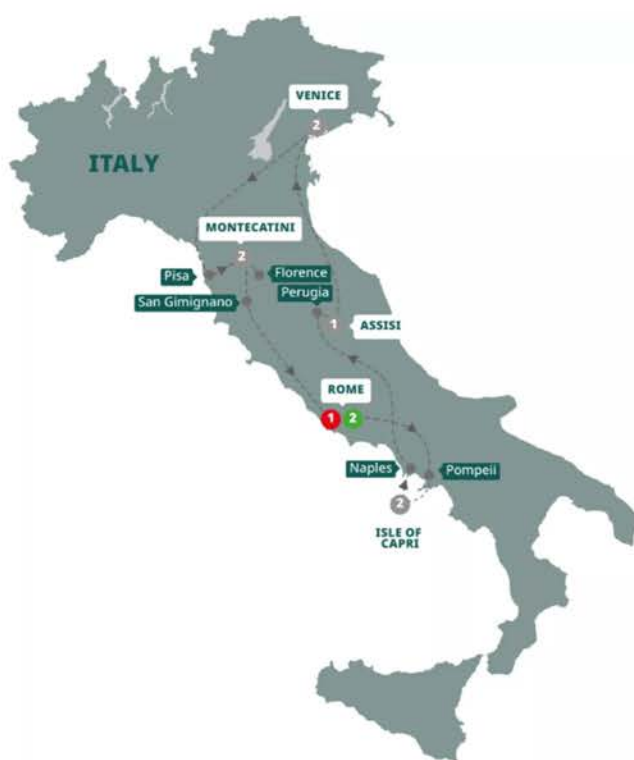 VENICE
2
ITALY
MONTECATINI
2
Pisa
Florence
San Gimignano
Perugia
1
ASSISI
ROME
1 2
Naples
Pompeii
2
ISLE OF
CAPRI